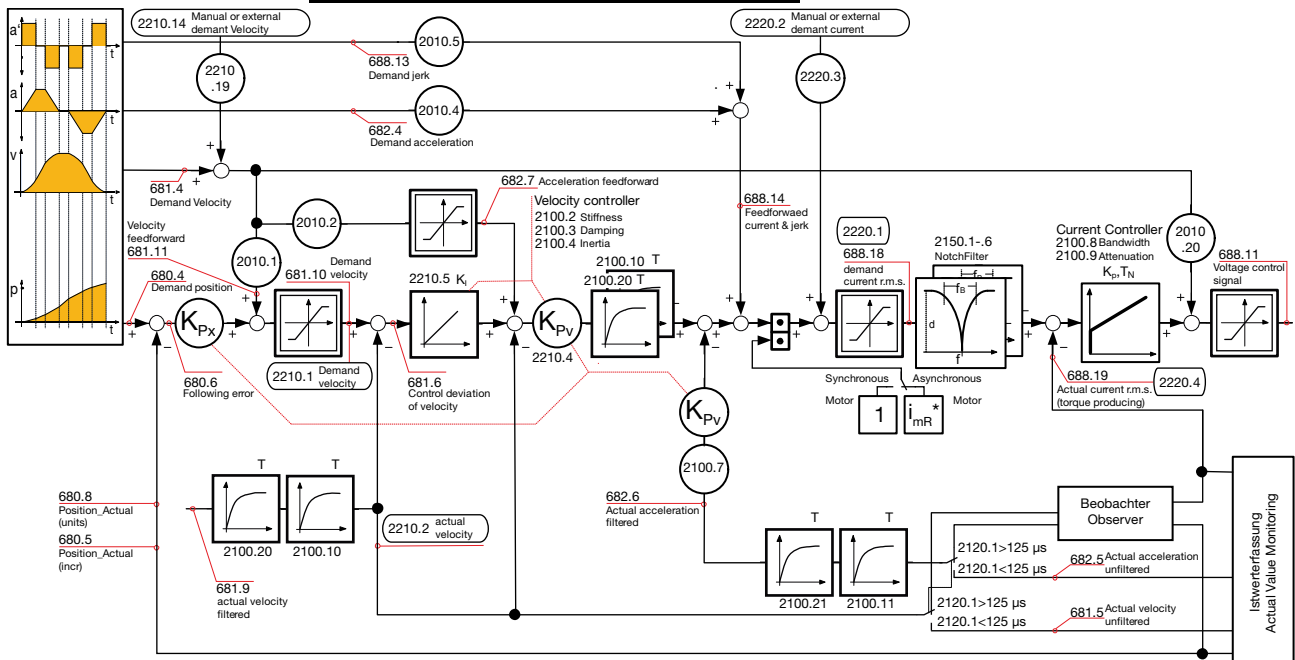 2210.14 Manual or external
demant Velocity
2220.2 Manual or external
demant current
a'
t
2010.5
688.13
Demand jerk
2210
.19
2220.3
a
t
2010.4
682.4
Demand acceleration
v
t
681.4
Demand Velocity
682.7 Acceleration feedforward
Velocity controller
2100.2 Stiffness
2100.3 Damping
2100.4 Inertia
688.14
Feedforwaed
current & jerk
2010.2
Velocity
feedforward
681.11
2010.1
2220.1
688.18
demand
current r.m.s.
2150.1-.6
NotchFilter
Current Controller
2100.8 Bandwidth
2100.9 Attenuation
Kp, TN
2010
.20
688.11
Voltage control
signal
680.4
Demand position
681.10
Demand
velocity
2210.5 KI
2100.10 T
2100.20 T
p
t
KPx
KPv
2210.4
fB
fB
d
f
2210.1 Demand
velocity
680.6
Following error
681.6
Control deviation
of velocity
KPv
Synchronous
Motor
Asynchronous
Motor
1
imR*
688.19
Actual current r.m.s.
(torque producing)
2220.4
2100.7
T
T
2100.20
2100.10
680.8
Position_Actual
(units)
680.5
Position_Actual
(incr)
2210.2 actual
velocity
682.6
Actual acceleration
filtered
681.9
actual velocity
filtered
T
T
2100.21
2100.11
Beobachter
Observer
2120.1>125 µs
2120.1<125 µs
682.5 Actual acceleration
unfiltered
2120.1>125 µs
2120.1<125 µs
681.5 Actual velocity
unfiltered
Istwerterfassung
Actual Value Monitoring